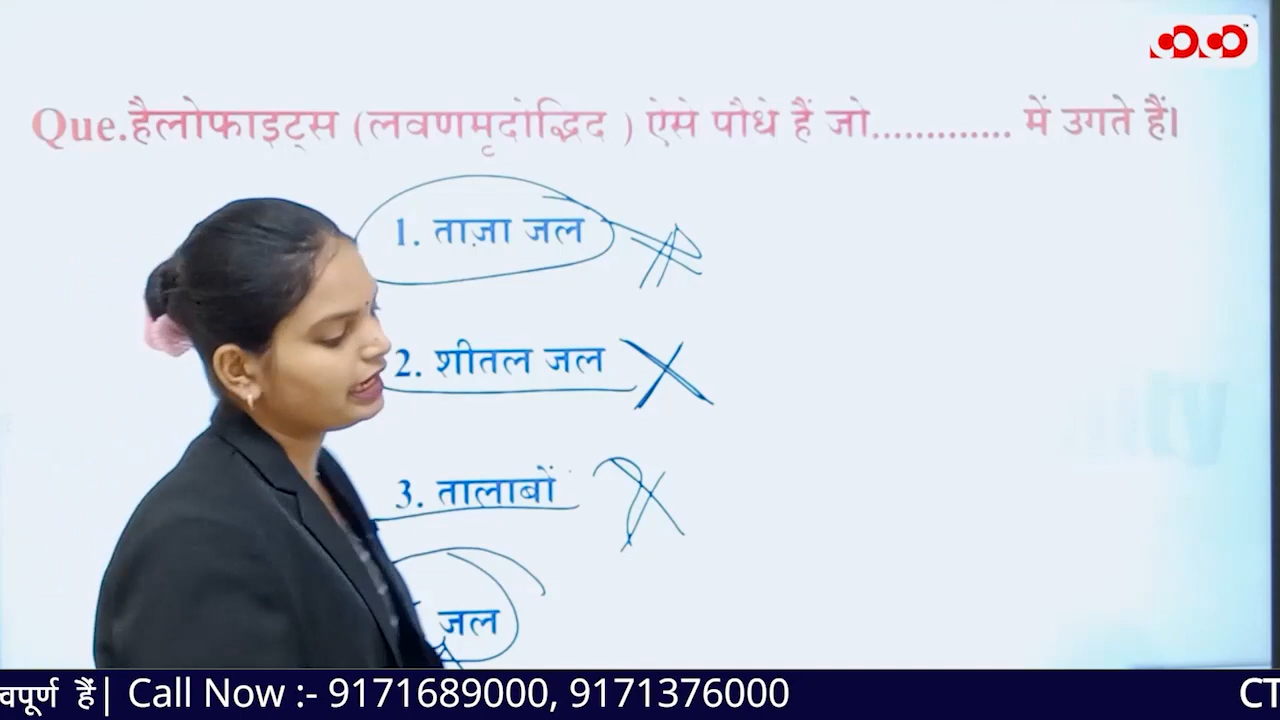 Que.हैलोफाइट्स (लवणमृदोद्भिद ) ऐसे पौधे हैं जो............. में उगते हैं।
1. ताज़ा जल
2. शीतल जल
3. तालाबों
जल
वपूर्ण हैं| Call Now :- 9171689000, 9171376000
CT